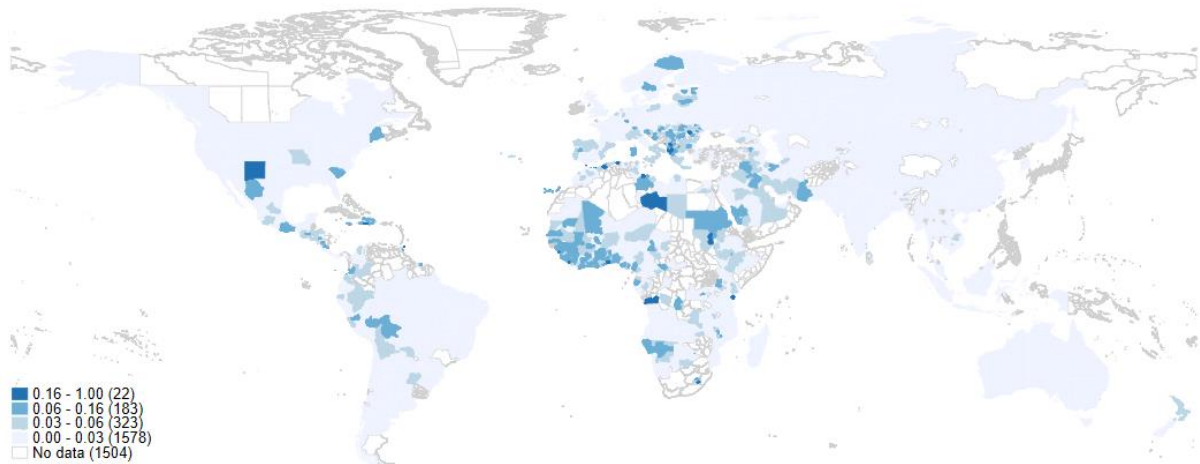 0.16 - 1.00 (22)
0.06 - 0.16 (183)
0.03 - 0.06 (323)
0.00 - 0.03 (1578)
No data (1504)